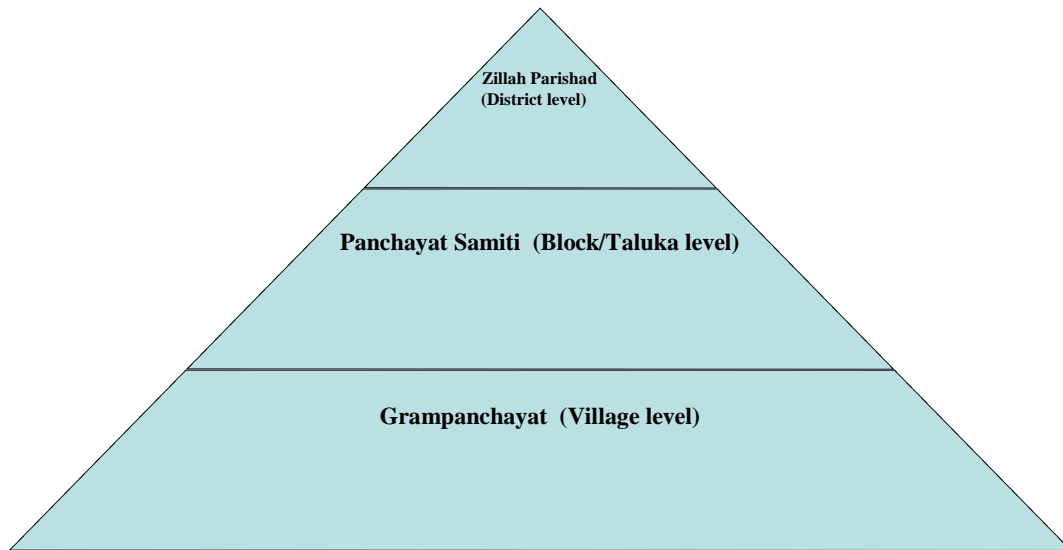 Zillah Parishad
(District level)
Panchayat Samiti (Block/Taluka level)
Grampanchayat (Village level)